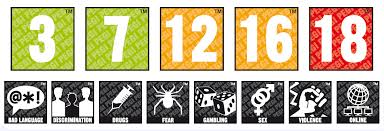 3 7 12 16 18
@*!
BAD LANGUAGE DISCRIMINATION DRUGS FEAR GAMBLING SEX VIOLENCE ONLINE